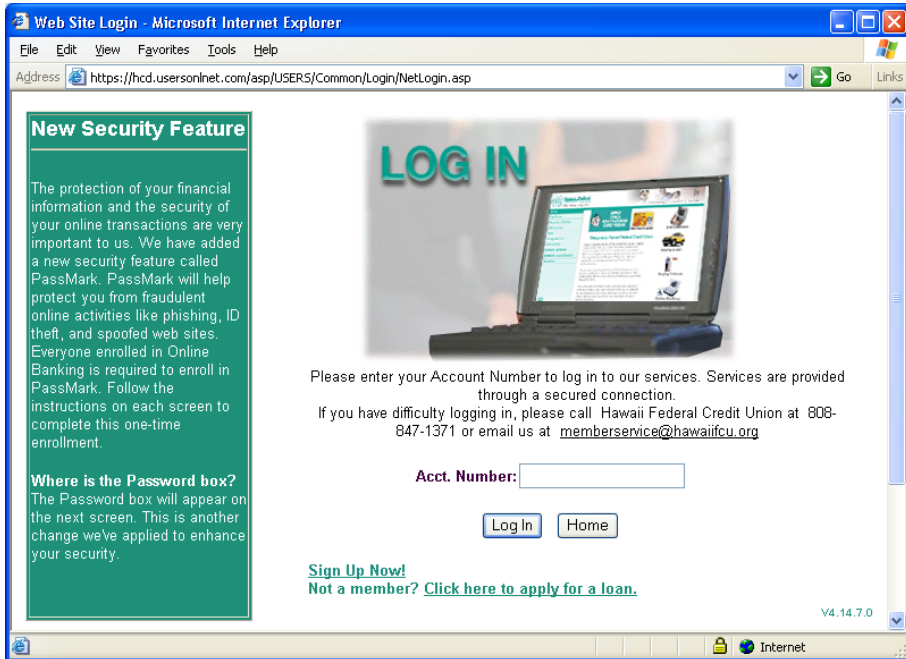 Web Site Login - Microsoft Internet Explorer
File Edit View Favorites Tools Help
Address https://hcd.usersonlnet.com/asp/USERS/Common/Login/NetLogin.asp Go Links
New Security Feature
The protection of your financial
information and the security of
your online transactions are very
important to us. We have added
a new security feature called
PassMark. PassMark will help
protect you from fraudulent
online activities like phishing, ID
theft, and spoofed web sites.
Everyone enrolled in Online
Banking is required to enroll in
PassMark. Follow the
instructions on each screen to
complete this one-time
enrollment.
Where is the Password box?
The Password box will appear on
the next screen. This is another
change we've applied to enhance
your security.
LOG IN
Please enter your Account Number to log in to our services. Services are provided
through a secured connection.
If you have difficulty logging in, please call Hawaii Federal Credit Union at 808-
847-1371 or email us at memberservice@hawaiifcu.org
Acct. Number:
Log In Home
Sign Up Now!
Not a member? Click here to apply for a loan.
V4.14.7.0
Internet